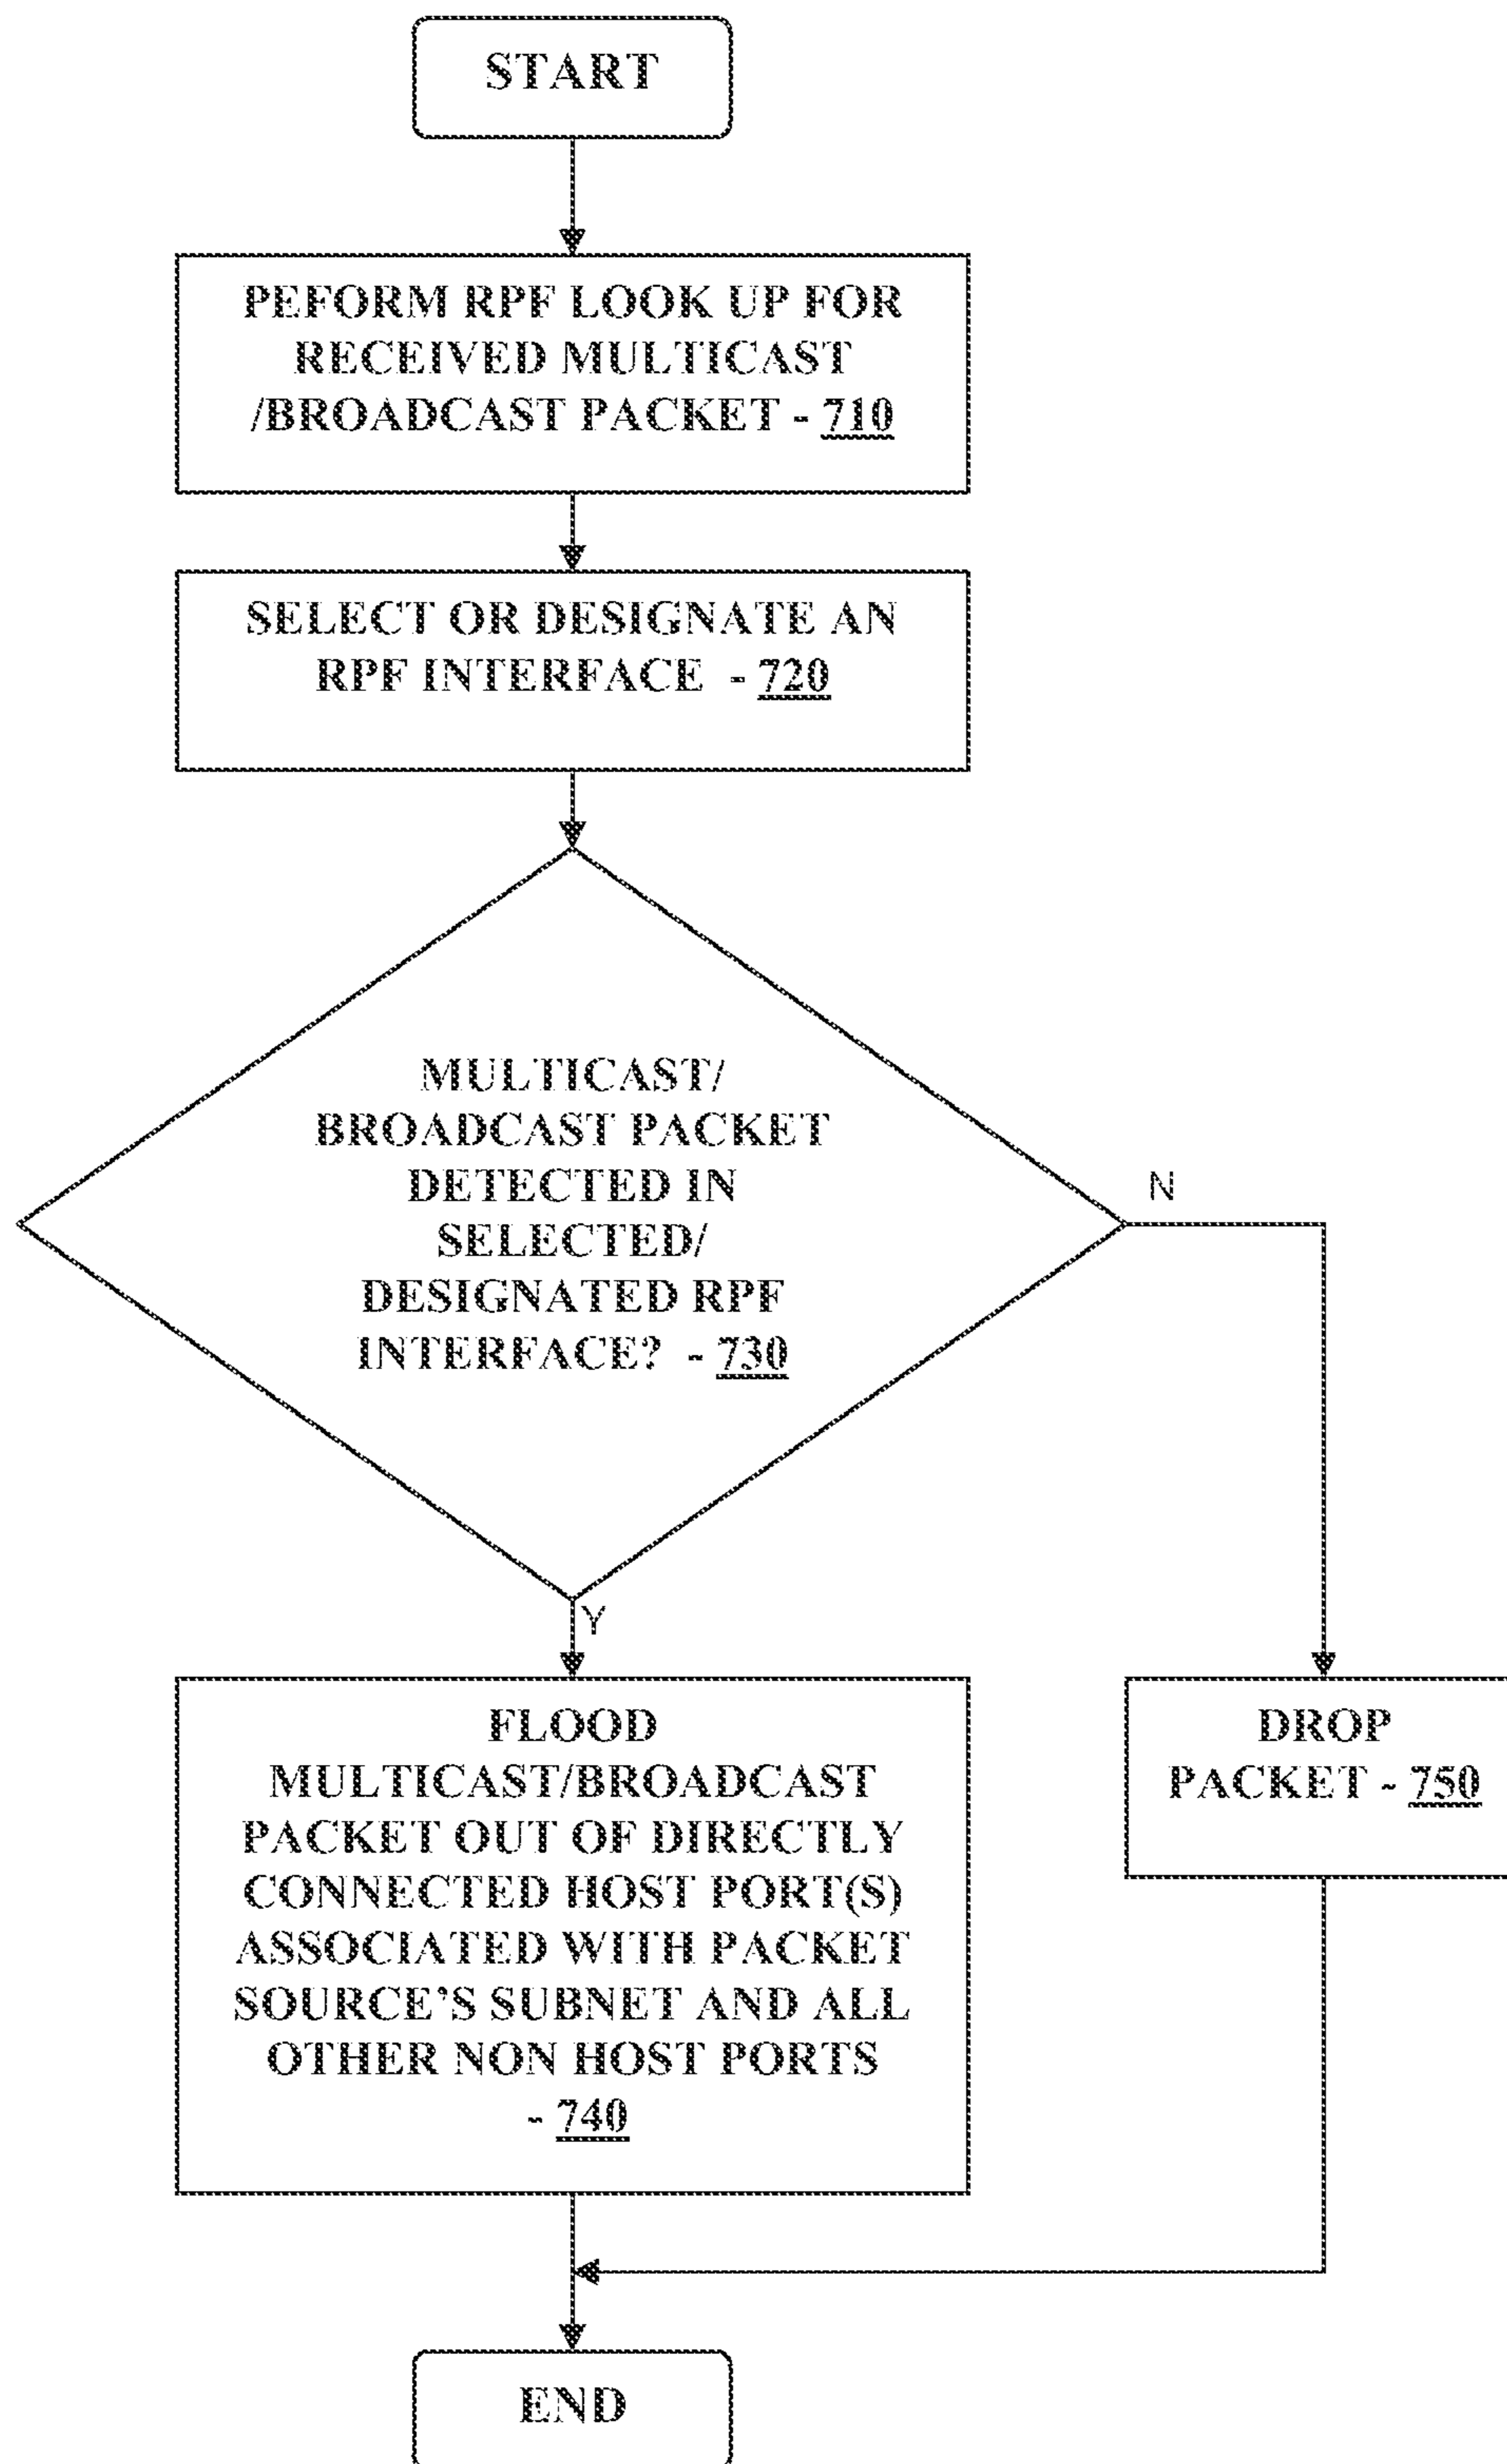 START
PEFORM RPF LOOK UP FOR
RECEIVED MULTICAST
/BROADCAST PACKET - 710
SELECT OR DESIGNATE AN
RPF INTERFACE - 720
MULTICAST/
BROADCAST PACKET
DETECTED IN
SELECTED/
DESIGNATED RPF
INTERFACE? - 730
N
Y
FLOOD
MULTICAST/BROADCAST
PACKET OUT OF DIRECTLY
CONNECTED HOST PORT(S)
ASSOCIATED WITH PACKET
SOURCE'S SUBNET AND ALL
OTHER NON HOST PORTS
- 740
DROP
PACKET - 750
END